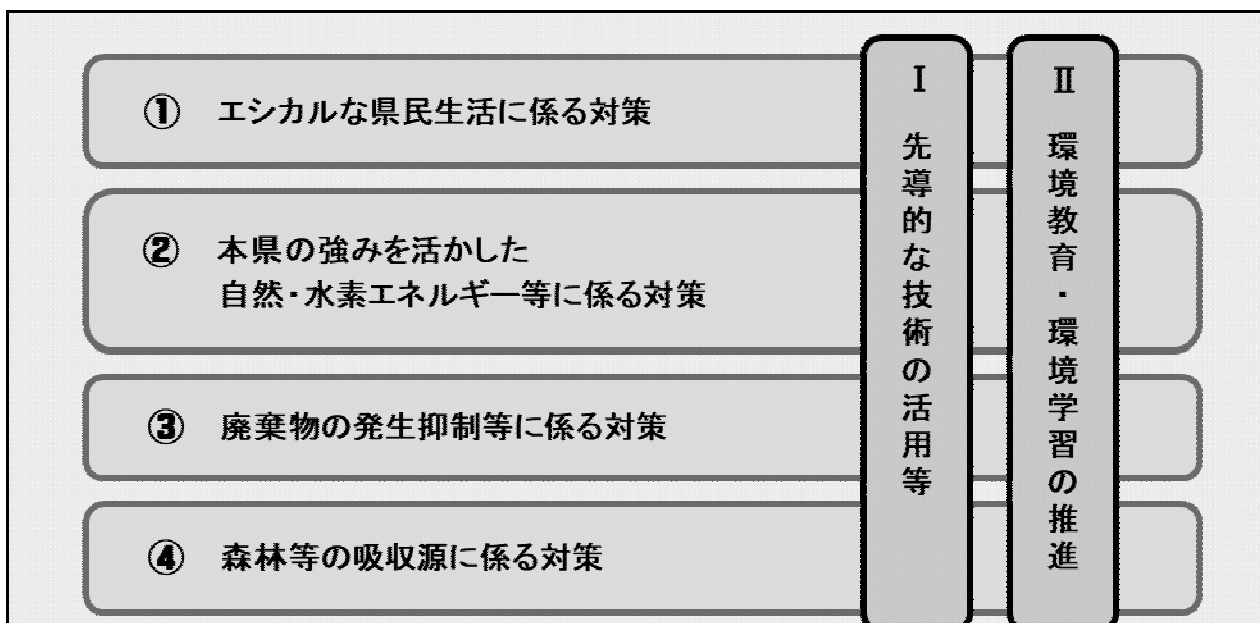 ① エシカルな県民生活に係る対策
② 本県の強みを活かした
自然・水素エネルギー等に係る対策
③ 廃棄物の発生抑制等に係る対策
④ 森林等の吸収源に係る対策
Ⅰ 先導的な技術の活用等
Ⅱ 環境教育・環境学習の推進